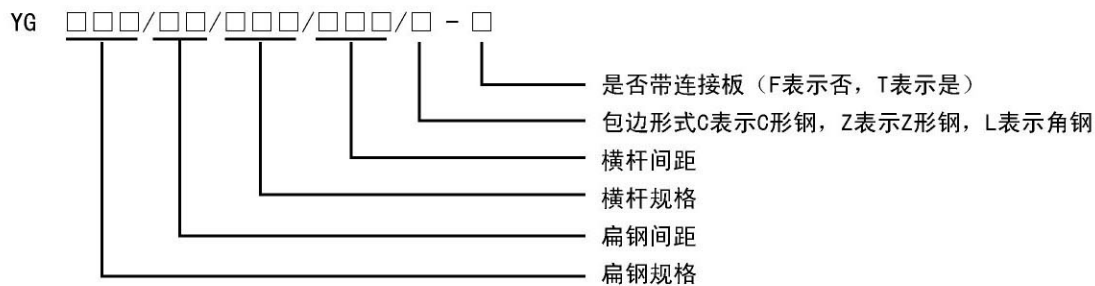 YG □□□/□□/□□□/□□□/□-□
是否带连接板（F表示否，T表示是）
包边形式C表示C形钢，Z表示Z形钢，L表示角钢
横杆间距
横杆规格
扁钢间距
扁钢规格